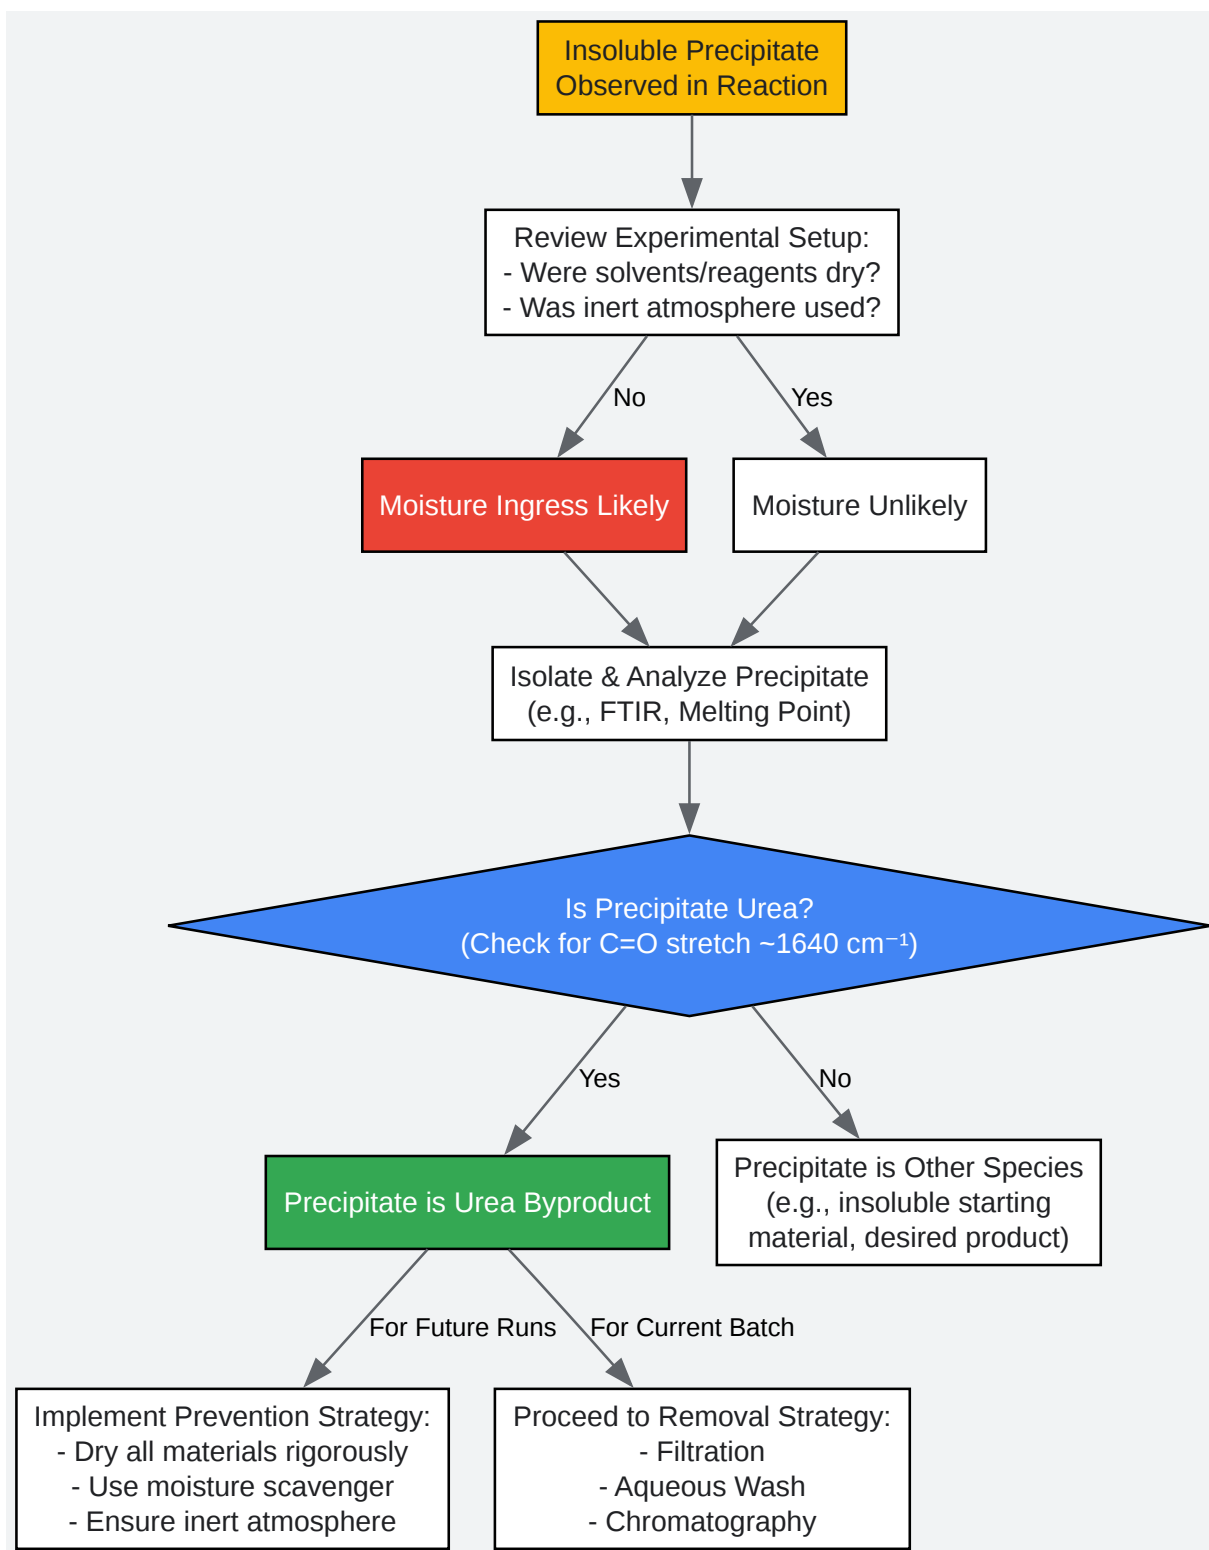 Insoluble Precipitate
Observed in Reaction
Review Experimental Setup:
- Were solvents/reagents dry?
- Was inert atmosphere used?
No
Yes
Moisture Ingress Likely
Moisture Unlikely
Isolate & Analyze Precipitate
(e.g., FTIR, Melting Point)
Is Precipitate Urea?
(Check for C=O stretch ~1640 cm⁻¹)
Yes
No
Precipitate is Urea Byproduct
Precipitate is Other Species
(e.g., insoluble starting
material, desired product)
For Future Runs
For Current Batch
Implement Prevention Strategy:
- Dry all materials rigorously
- Use moisture scavenger
- Ensure inert atmosphere
Proceed to Removal Strategy:
- Filtration
- Aqueous Wash
- Chromatography